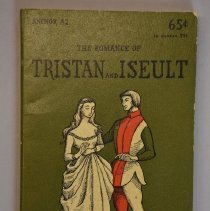 ANCHOR A2
65¢
THE ROMANCE OF
TRISTAN AND ISEULT